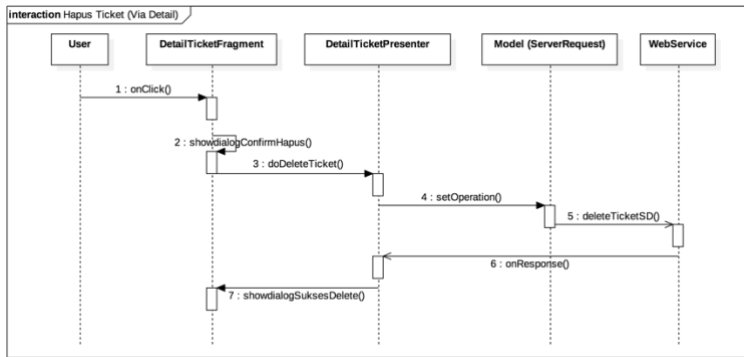 interaction Hapus Ticket (Via Detail)
User
DetailTicketFragment
DetailTicketPresenter
Model (ServerRequest)
WebService
1 : onClick()
2 : showdialogConfirmHapus()
3 : doDeleteTicket()
4 : setOperation()
5 : deleteTicketSD()
6 : onResponse()
7 : showdialogSuksesDelete()